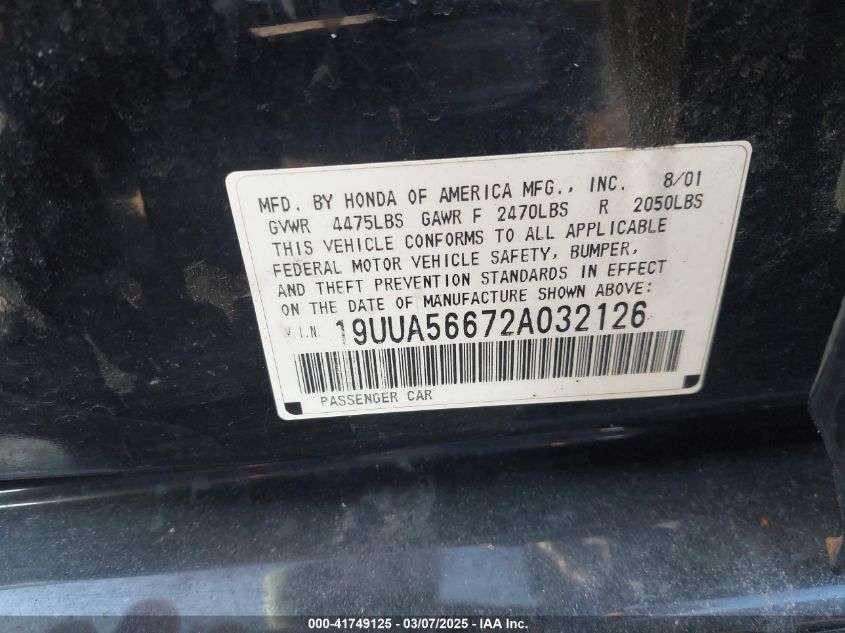 MFD. BY HONDA OF AMERICA MFG., INC. 8/01
GVWR 4475LBS GAWR F 2470LBS R 2050LBS
THIS VEHICLE CONFORMS TO ALL APPLICABLE
FEDERAL MOTOR VEHICLE SAFETY, BUMPER,
AND THEFT PREVENTION STANDARDS IN EFFECT
ON THE DATE OF MANUFACTURE SHOWN ABOVE:
V.I.N. 19UUA56672A032126
PASSENGER CAR
000-41749125 - 03/07/2025 - IAA Inc.